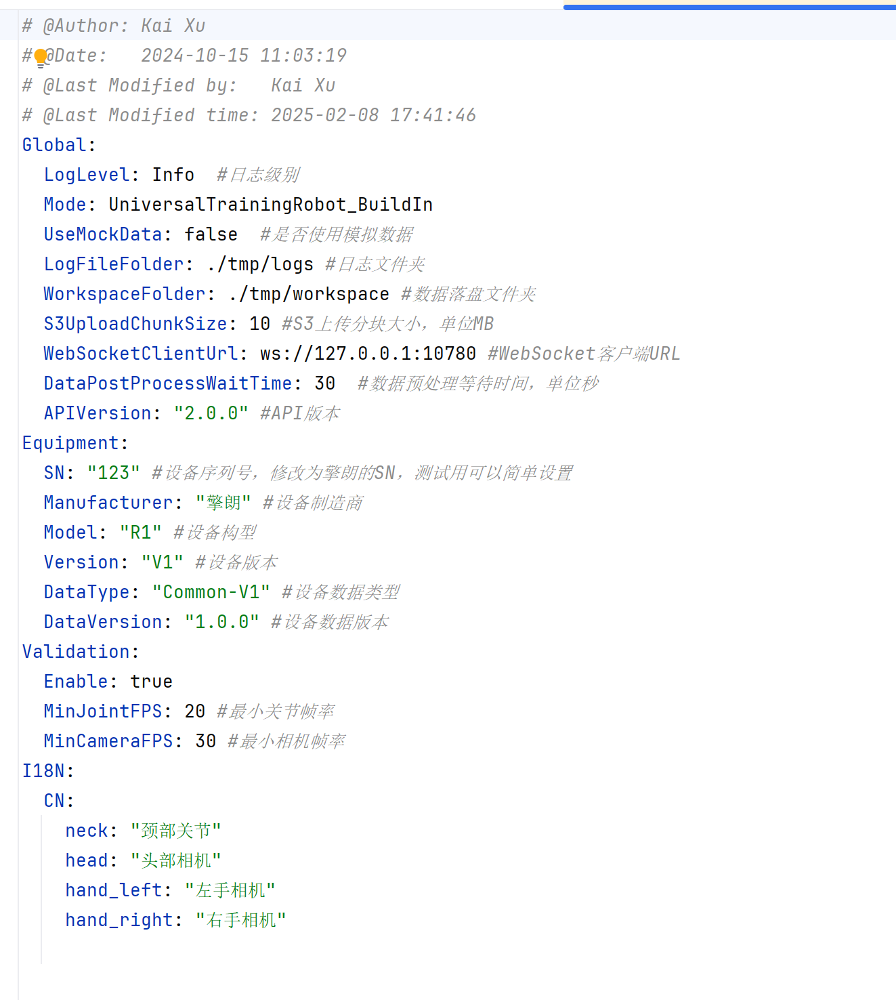 # @Author: Kai Xu
# @Date:   2024-10-15 11:03:19
# @Last Modified by:   Kai Xu
# @Last Modified time: 2025-02-08 17:41:46
Global:
  LogLevel: Info  #日志级别
  Mode: UniversalTrainingRobot_BuildIn
  UseMockData: false  #是否使用模拟数据
  LogFileFolder: ./tmp/logs #日志文件夹
  WorkspaceFolder: ./tmp/workspace #数据落盘文件夹
  S3UploadChunkSize: 10 #S3上传分块大小，单位MB
  WebSocketClientUrl: ws://127.0.0.1:10780 #WebSocket客户端URL
  DataPostProcessWaitTime: 30  #数据预处理等待时间，单位秒
  APIVersion: "2.0.0" #API版本
Equipment:
  SN: "123" #设备序列号，修改为擎朗的SN，测试用可以简单设置
  Manufacturer: "擎朗" #设备制造商
  Model: "R1" #设备构型
  Version: "V1" #设备版本
  DataType: "Common-V1" #设备数据类型
  DataVersion: "1.0.0" #设备数据版本
Validation:
  Enable: true
  MinJointFPS: 20 #最小关节帧率
  MinCameraFPS: 30 #最小相机帧率
I18N:
  CN:
    neck: "颈部关节"
    head: "头部相机"
    hand_left: "左手相机"
    hand_right: "右手相机"